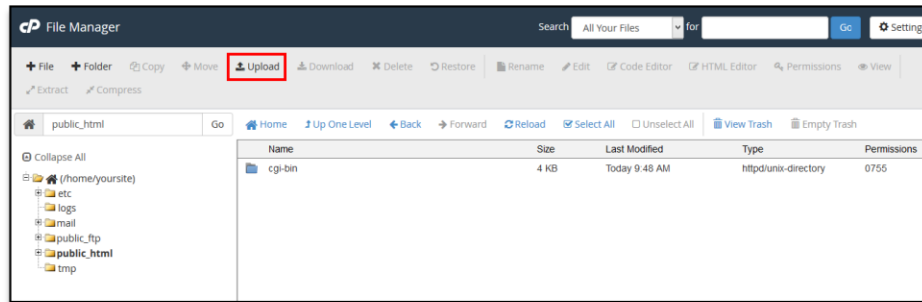 cP File Manager
Search All Your Files for Go Setting
File Folder Copy Move Upload Download Delete Restore Rename Edit Code Editor HTML Editor Permissions View
Extract Compress
public_html Go Home Up One Level Back Forward Reload Select All Unselect All View Trash Empty Trash
Collapse All
Name Size Last Modified Type Permissions
cgi-bin 4 KB Today 9:48 AM httpd/unix-directory 0755
(/home/yoursite)
etc
logs
mail
public_ftp
public_html
tmp